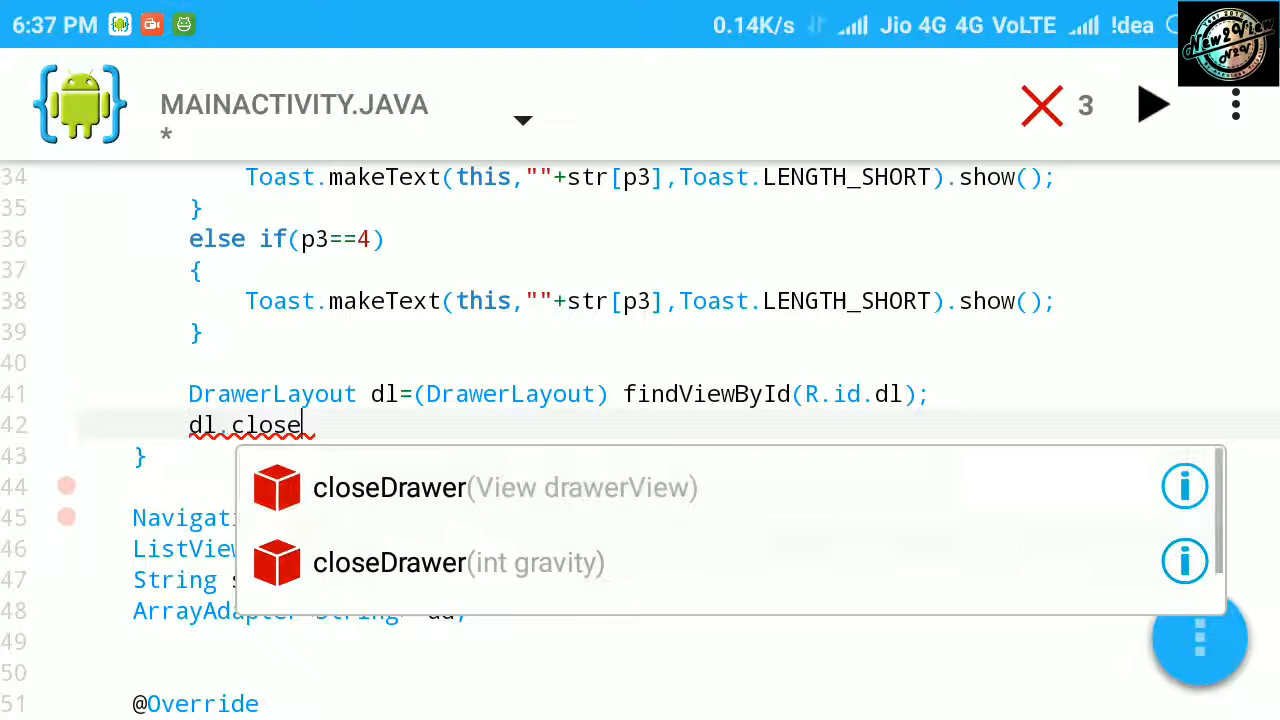 6:37 PM 0.14K/s Jio 4G 4G VoLTE !dea
New2View
N2V
MAINACTIVITY.JAVA
*
3
34 Toast.makeText(this,""+str[p3],Toast.LENGTH_SHORT).show();
35 }
36 else if(p3==4)
37 {
38 Toast.makeText(this,""+str[p3],Toast.LENGTH_SHORT).show();
39 }
40
41 DrawerLayout dl=(DrawerLayout) findViewById(R.id.dl);
42 dl.close
43 }
closeDrawer(View drawerView)
closeDrawer(int gravity)
44
45 Navigati
46 ListView
47 String s
48 ArrayAdapter
49
50
51 @Override